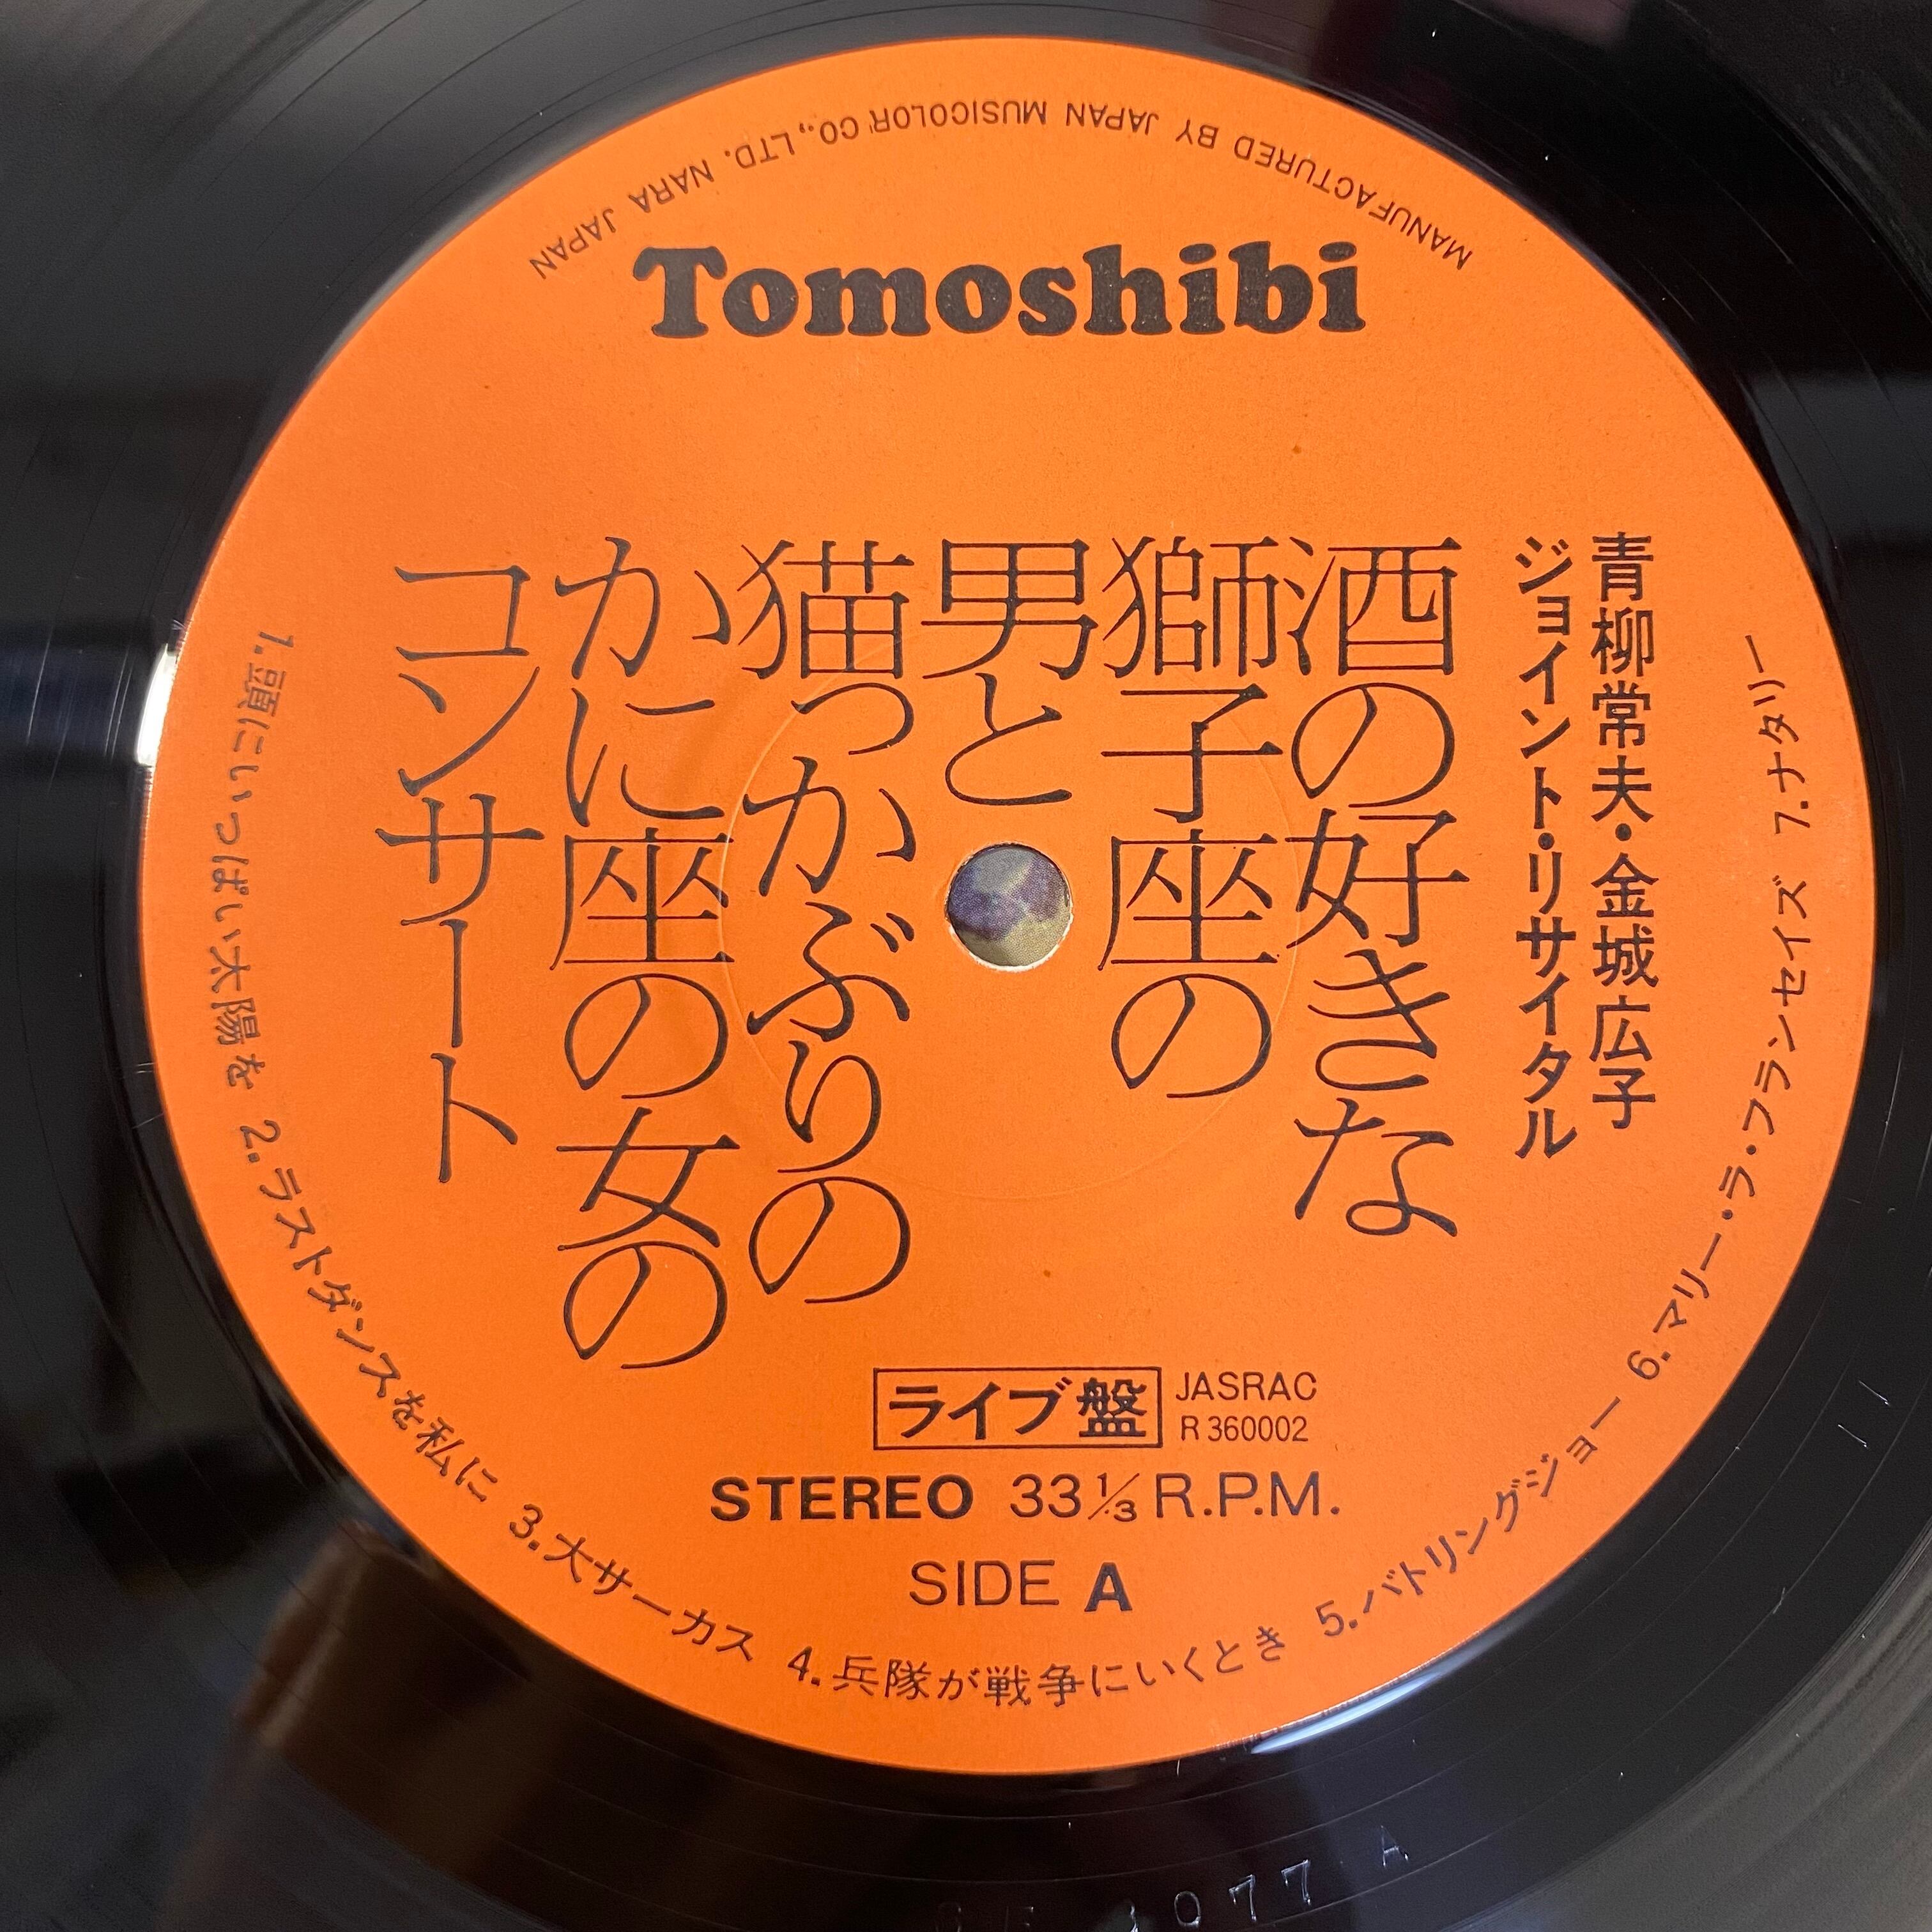 MANUFACTURED BY JAPAN MUSICOLOR CO., LTD. NARA JAPAN
Tomoshibi
青柳常夫・金城広子
ジョイント・リサイタル
酒の好きな
獅子座の
男と
猫っかぶりの
かに座の女の
コンサート
ライブ盤
JASRAC
R 360002
STEREO 33 1/3 R.P.M.
SIDE A
1.頭にいっぱい太陽を 2.ラストダンスを私に 3.大サーカス 4.兵隊が戦争にいくとき 5.バトリングジョー 6.マリー・ラ・フランセイズ 7.ナタリー
077 A